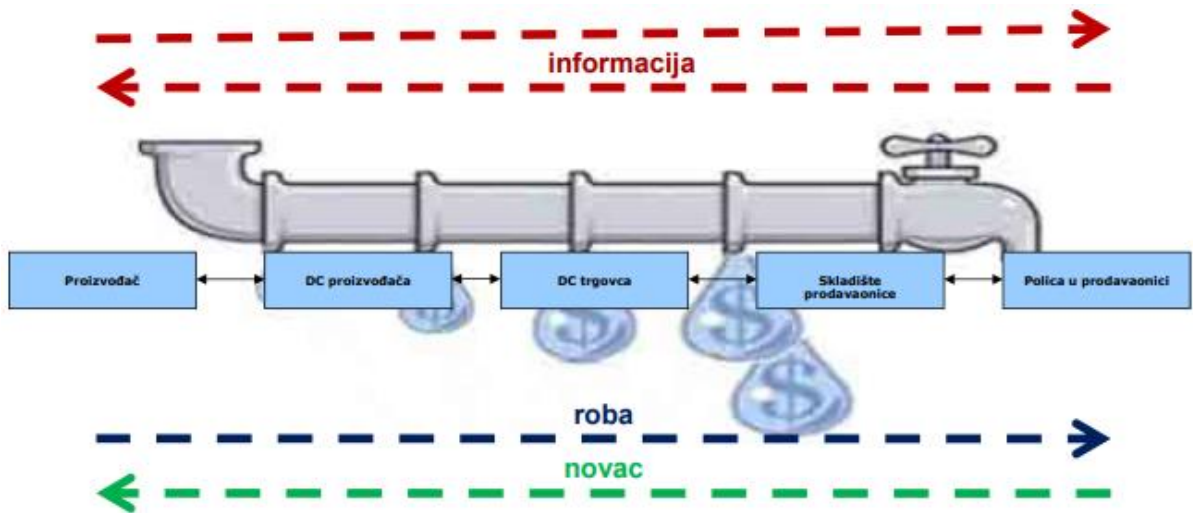 informacija
Proizvođač
DC proizvođača
DC trgovca
Skladište
prodavaonice
Polica u prodavaonici
$
$
$
$
roba
novac